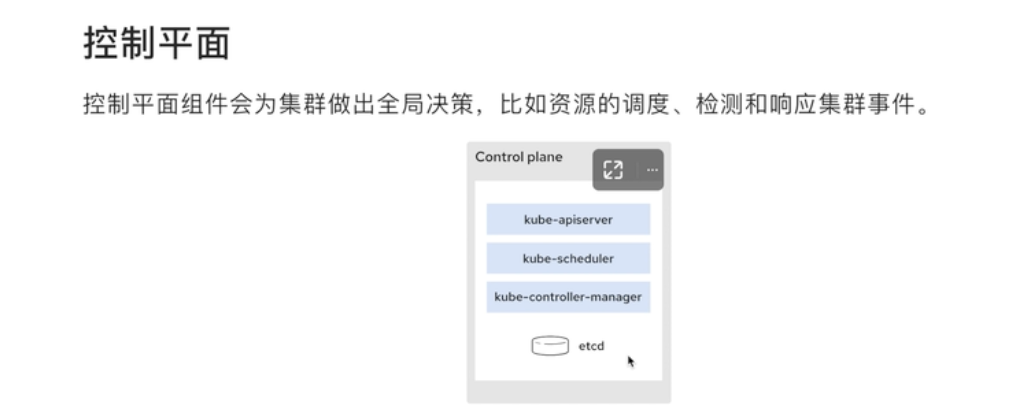 控制平面
控制平面组件会为集群做出全局决策，比如资源的调度、检测和响应集群事件。
Control plane
kube-apiserver
kube-scheduler
kube-controller-manager
etcd